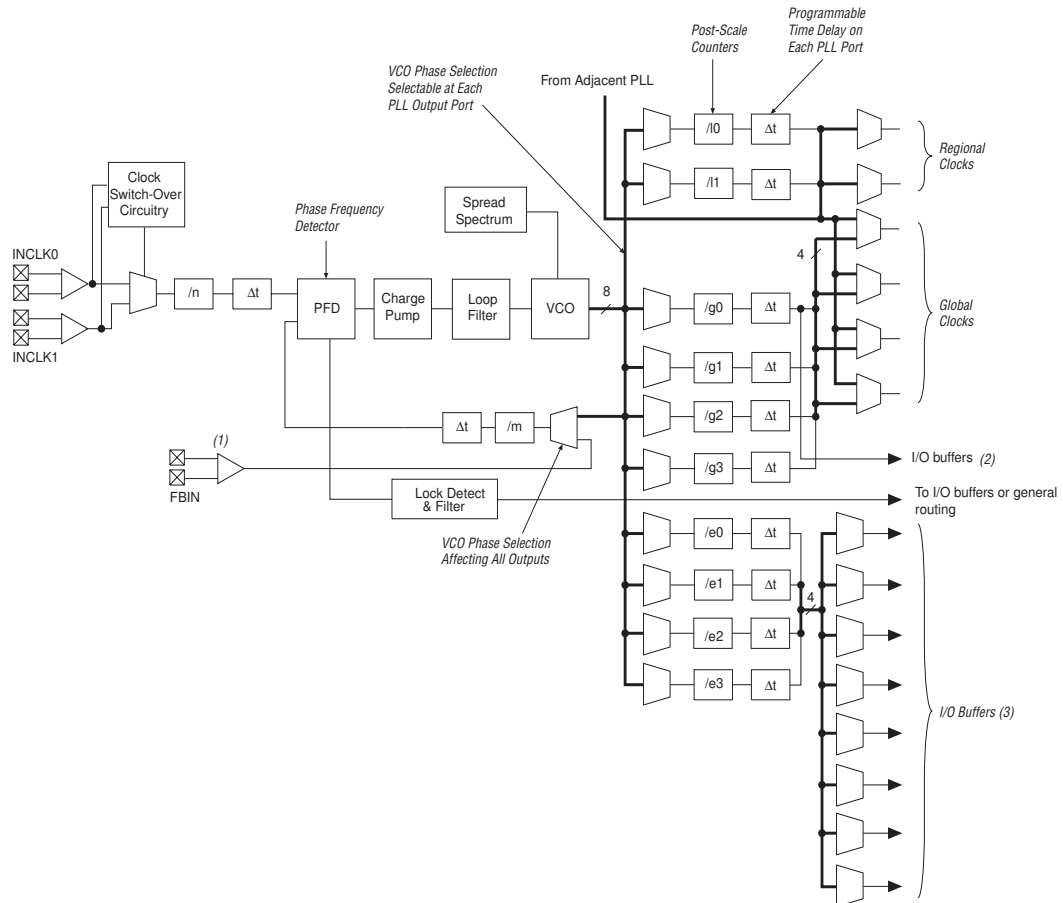 Post-Scale
Counters
Programmable
Time Delay on
Each PLL Port
VCO Phase Selection
Selectable at Each
PLL Output Port
From Adjacent PLL
/l0
Δt
/l1
Δt
Regional
Clocks
Clock
Switch-Over
Circuitry
Phase Frequency
Detector
Spread
Spectrum
4
INCLK0
INCLK1
/n
Δt
PFD
Charge
Pump
Loop
Filter
VCO
8
/g0
Δt
Global
Clocks
/g1
Δt
Δt
/m
/g2
Δt
(1)
FBIN
/g3
Δt
I/O buffers (2)
Lock Detect
& Filter
To I/O buffers or general
routing
VCO Phase Selection
Affecting All Outputs
/e0
Δt
/e1
Δt
4
/e2
Δt
/e3
Δt
I/O Buffers (3)